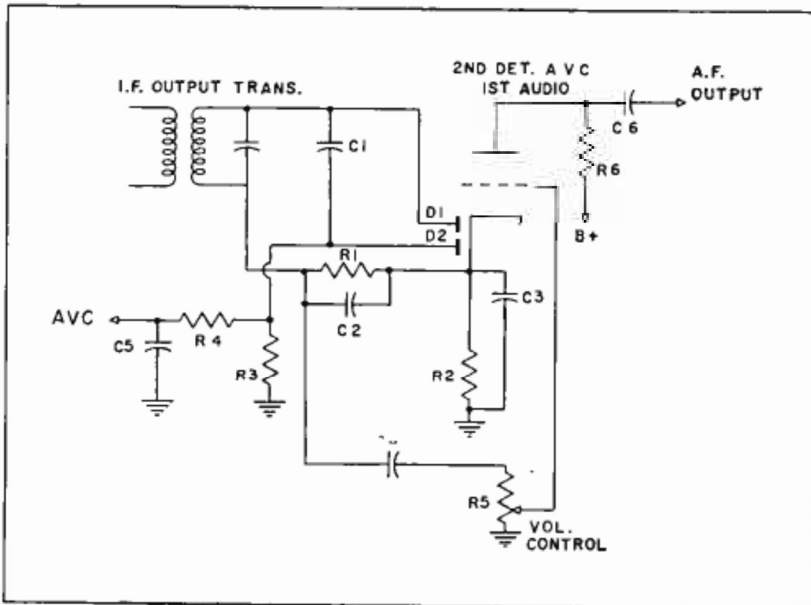 I.F. OUTPUT TRANS.
2ND DET. A V C
1ST AUDIO
A.F.
OUTPUT
C1
C6
R6
D1
D2
B+
R1
C2
C3
AVC
R4
C5
R3
R2
R5
VOL.
CONTROL